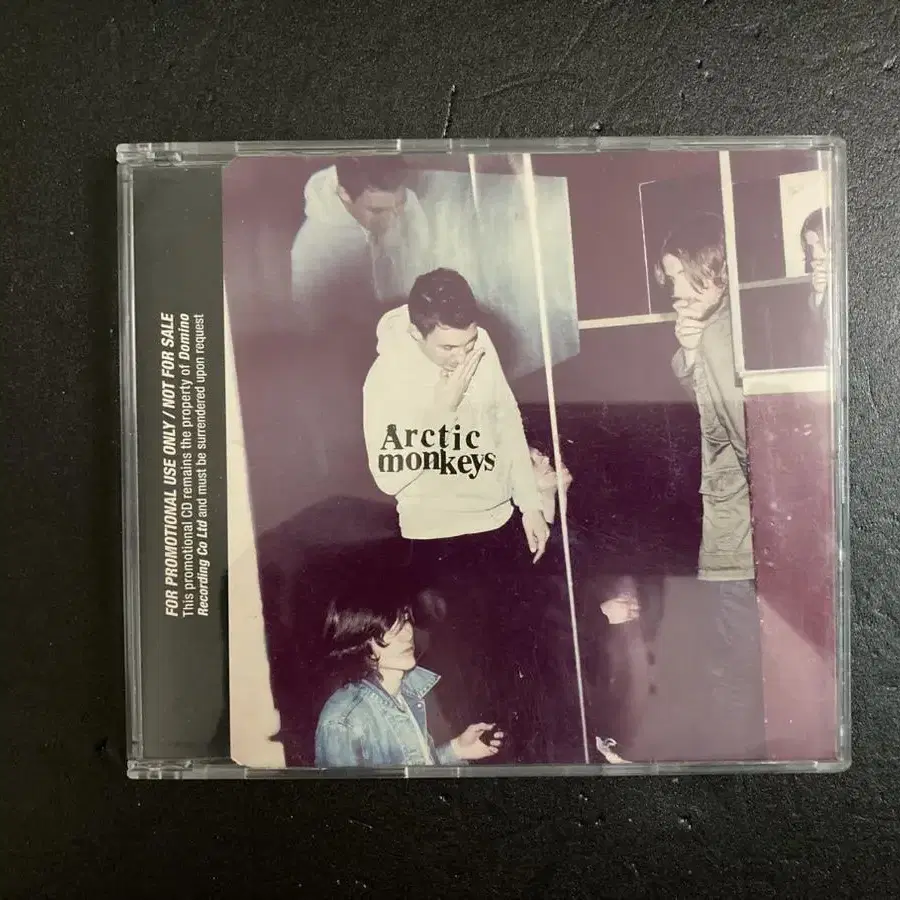 FOR PROMOTIONAL USE ONLY / NOT FOR SALE
This promotional CD remains the property of Domino
Recording Co Ltd and must be surrendered upon request
Arctic
monkeys